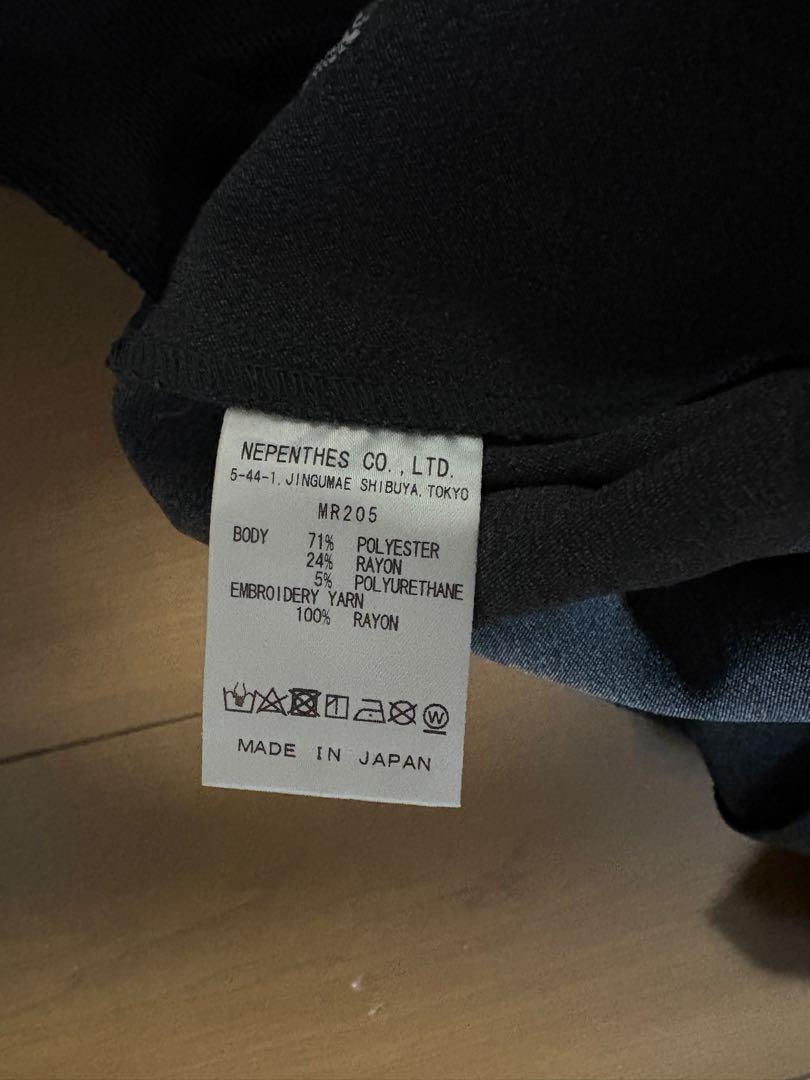 NEPENTHES CO., LTD.
5-44-1, JINGUMAE SHIBUYA, TOKYO
MR205
BODY 71% POLYESTER
24% RAYON
5% POLYURETHANE
EMBROIDERY YARN
100% RAYON
W
MADE IN JAPAN